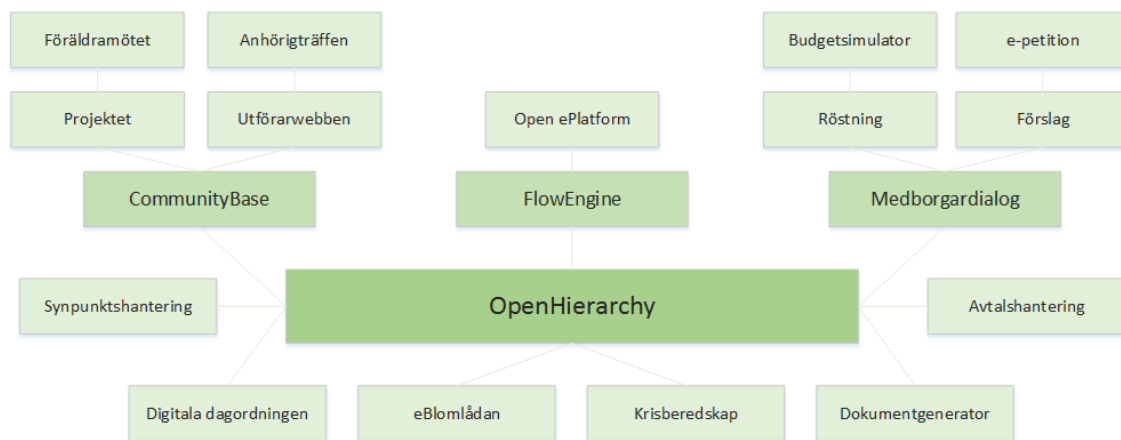 Föräldramötet
Anhörigträffen
Budgetsimulator
e-petition
Projektet
Utförarwebben
Open ePlatform
Röstning
Förslag
CommunityBase
FlowEngine
Medborgardialog
Synpunktshantering
OpenHierarchy
Avtalshantering
Digitala dagordningen
eBlomlådan
Krisberedskap
Dokumentgenerator